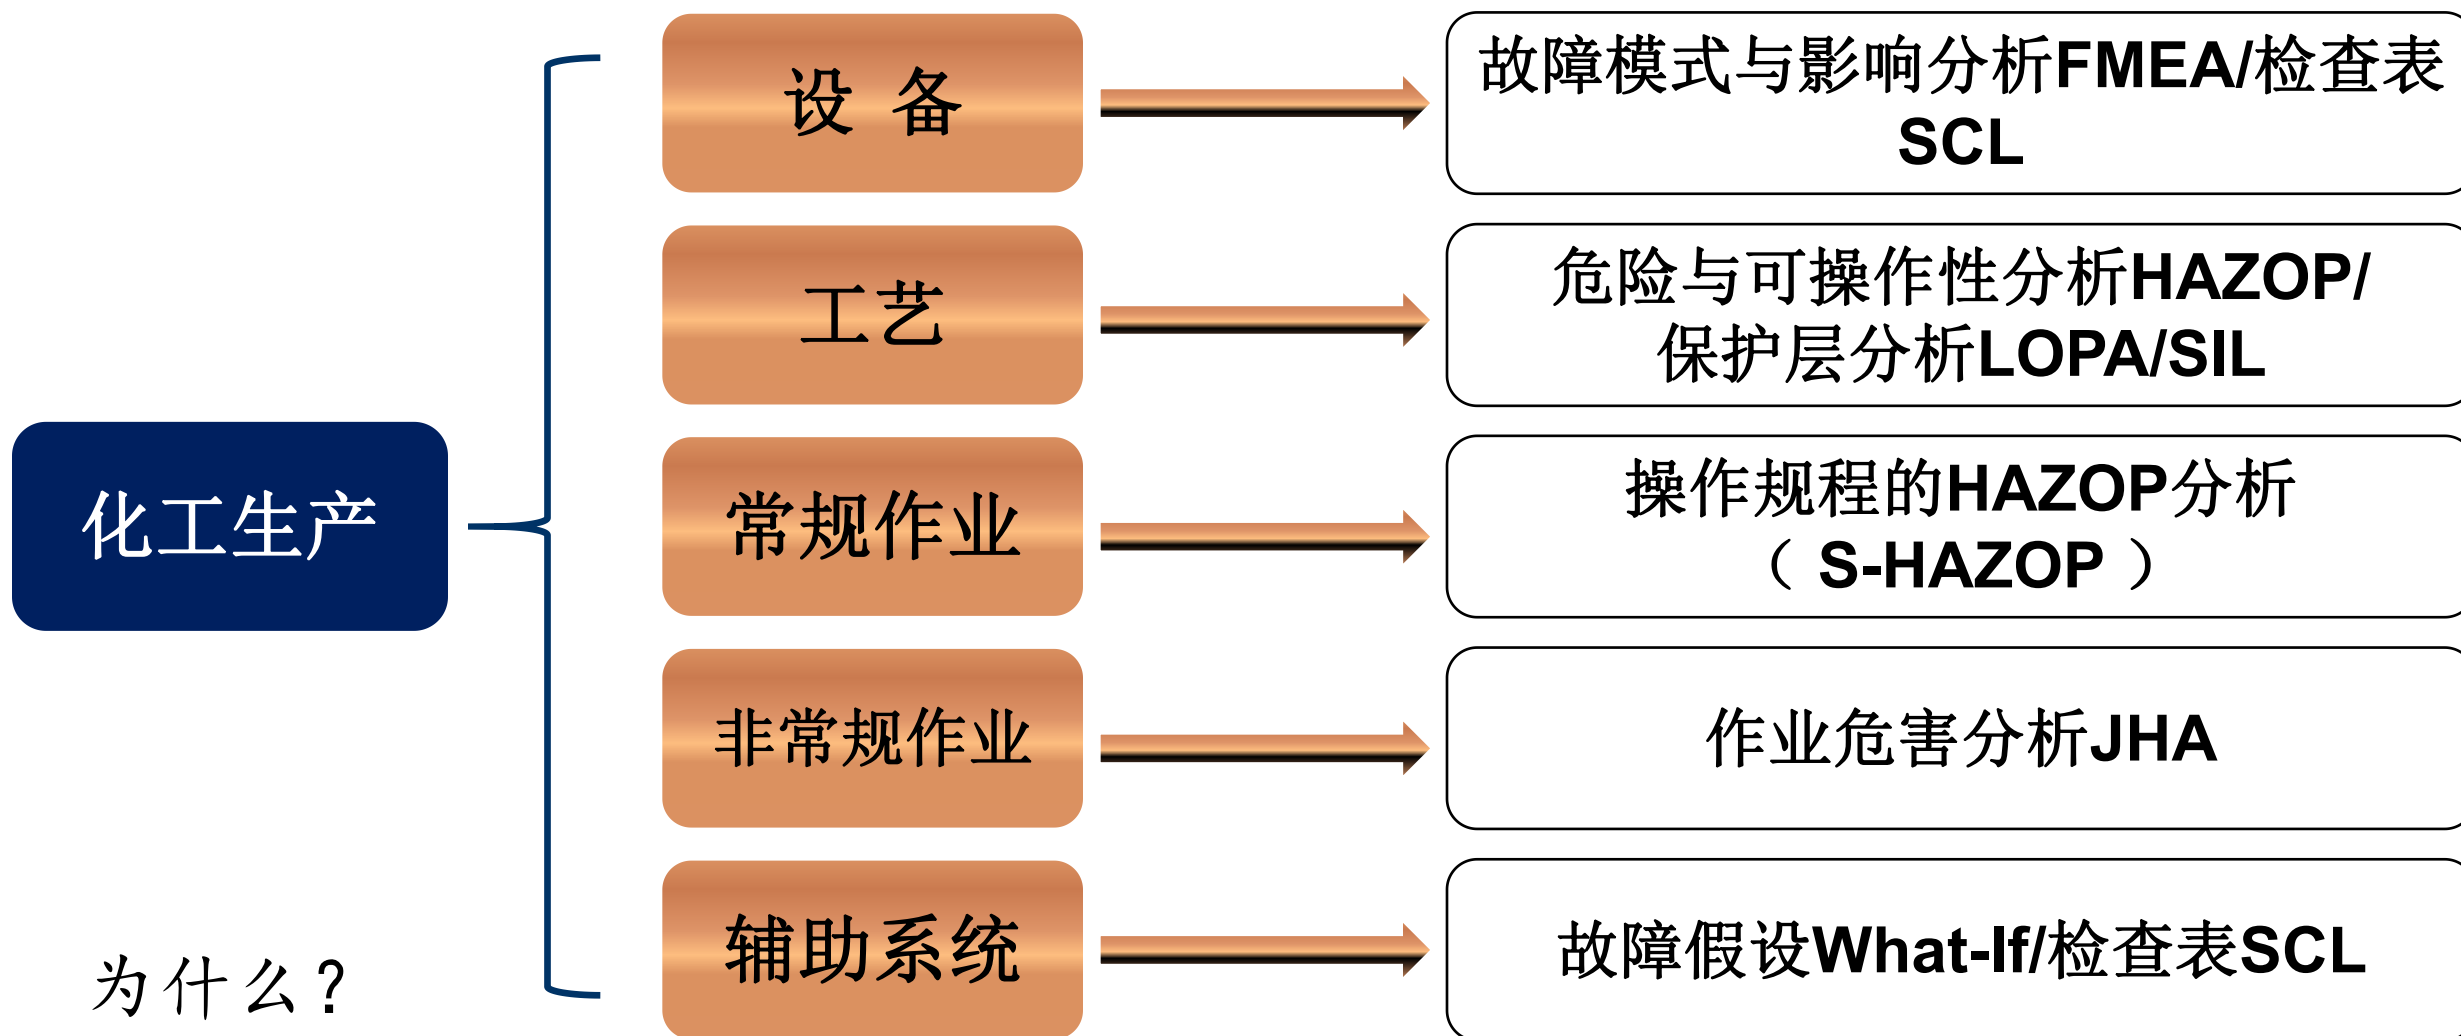 设 备
故障模式与影响分析FMEA/检查表
SCL
工艺
危险与可操作性分析HAZOP/
保护层分析LOPA/SIL
化工生产
常规作业
操作规程的HAZOP分析
（ S-HAZOP ）
非常规作业
作业危害分析JHA
辅助系统
故障假设What-If/检查表SCL
为什么?